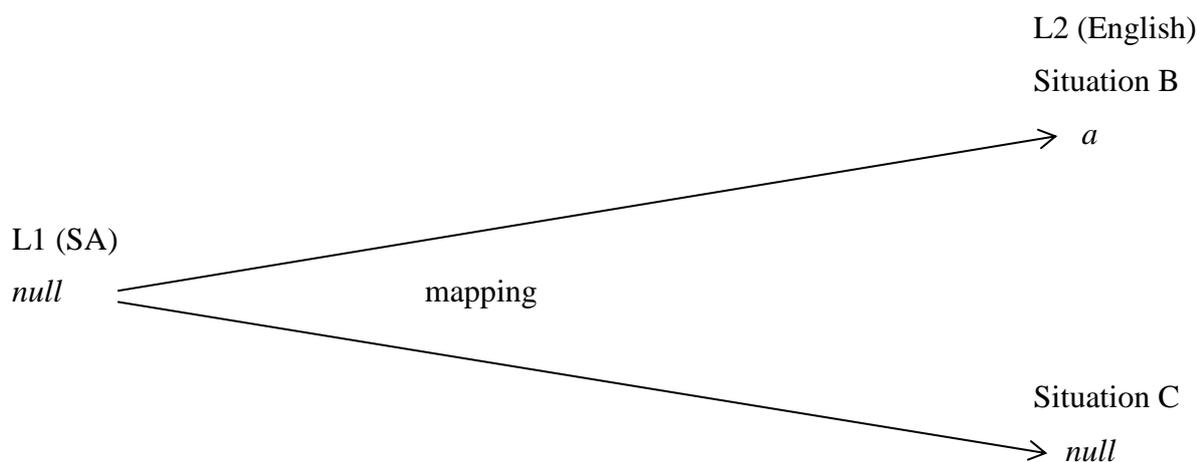 L2 (English)
Situation B
a
L1 (SA)
null
mapping
Situation C
null